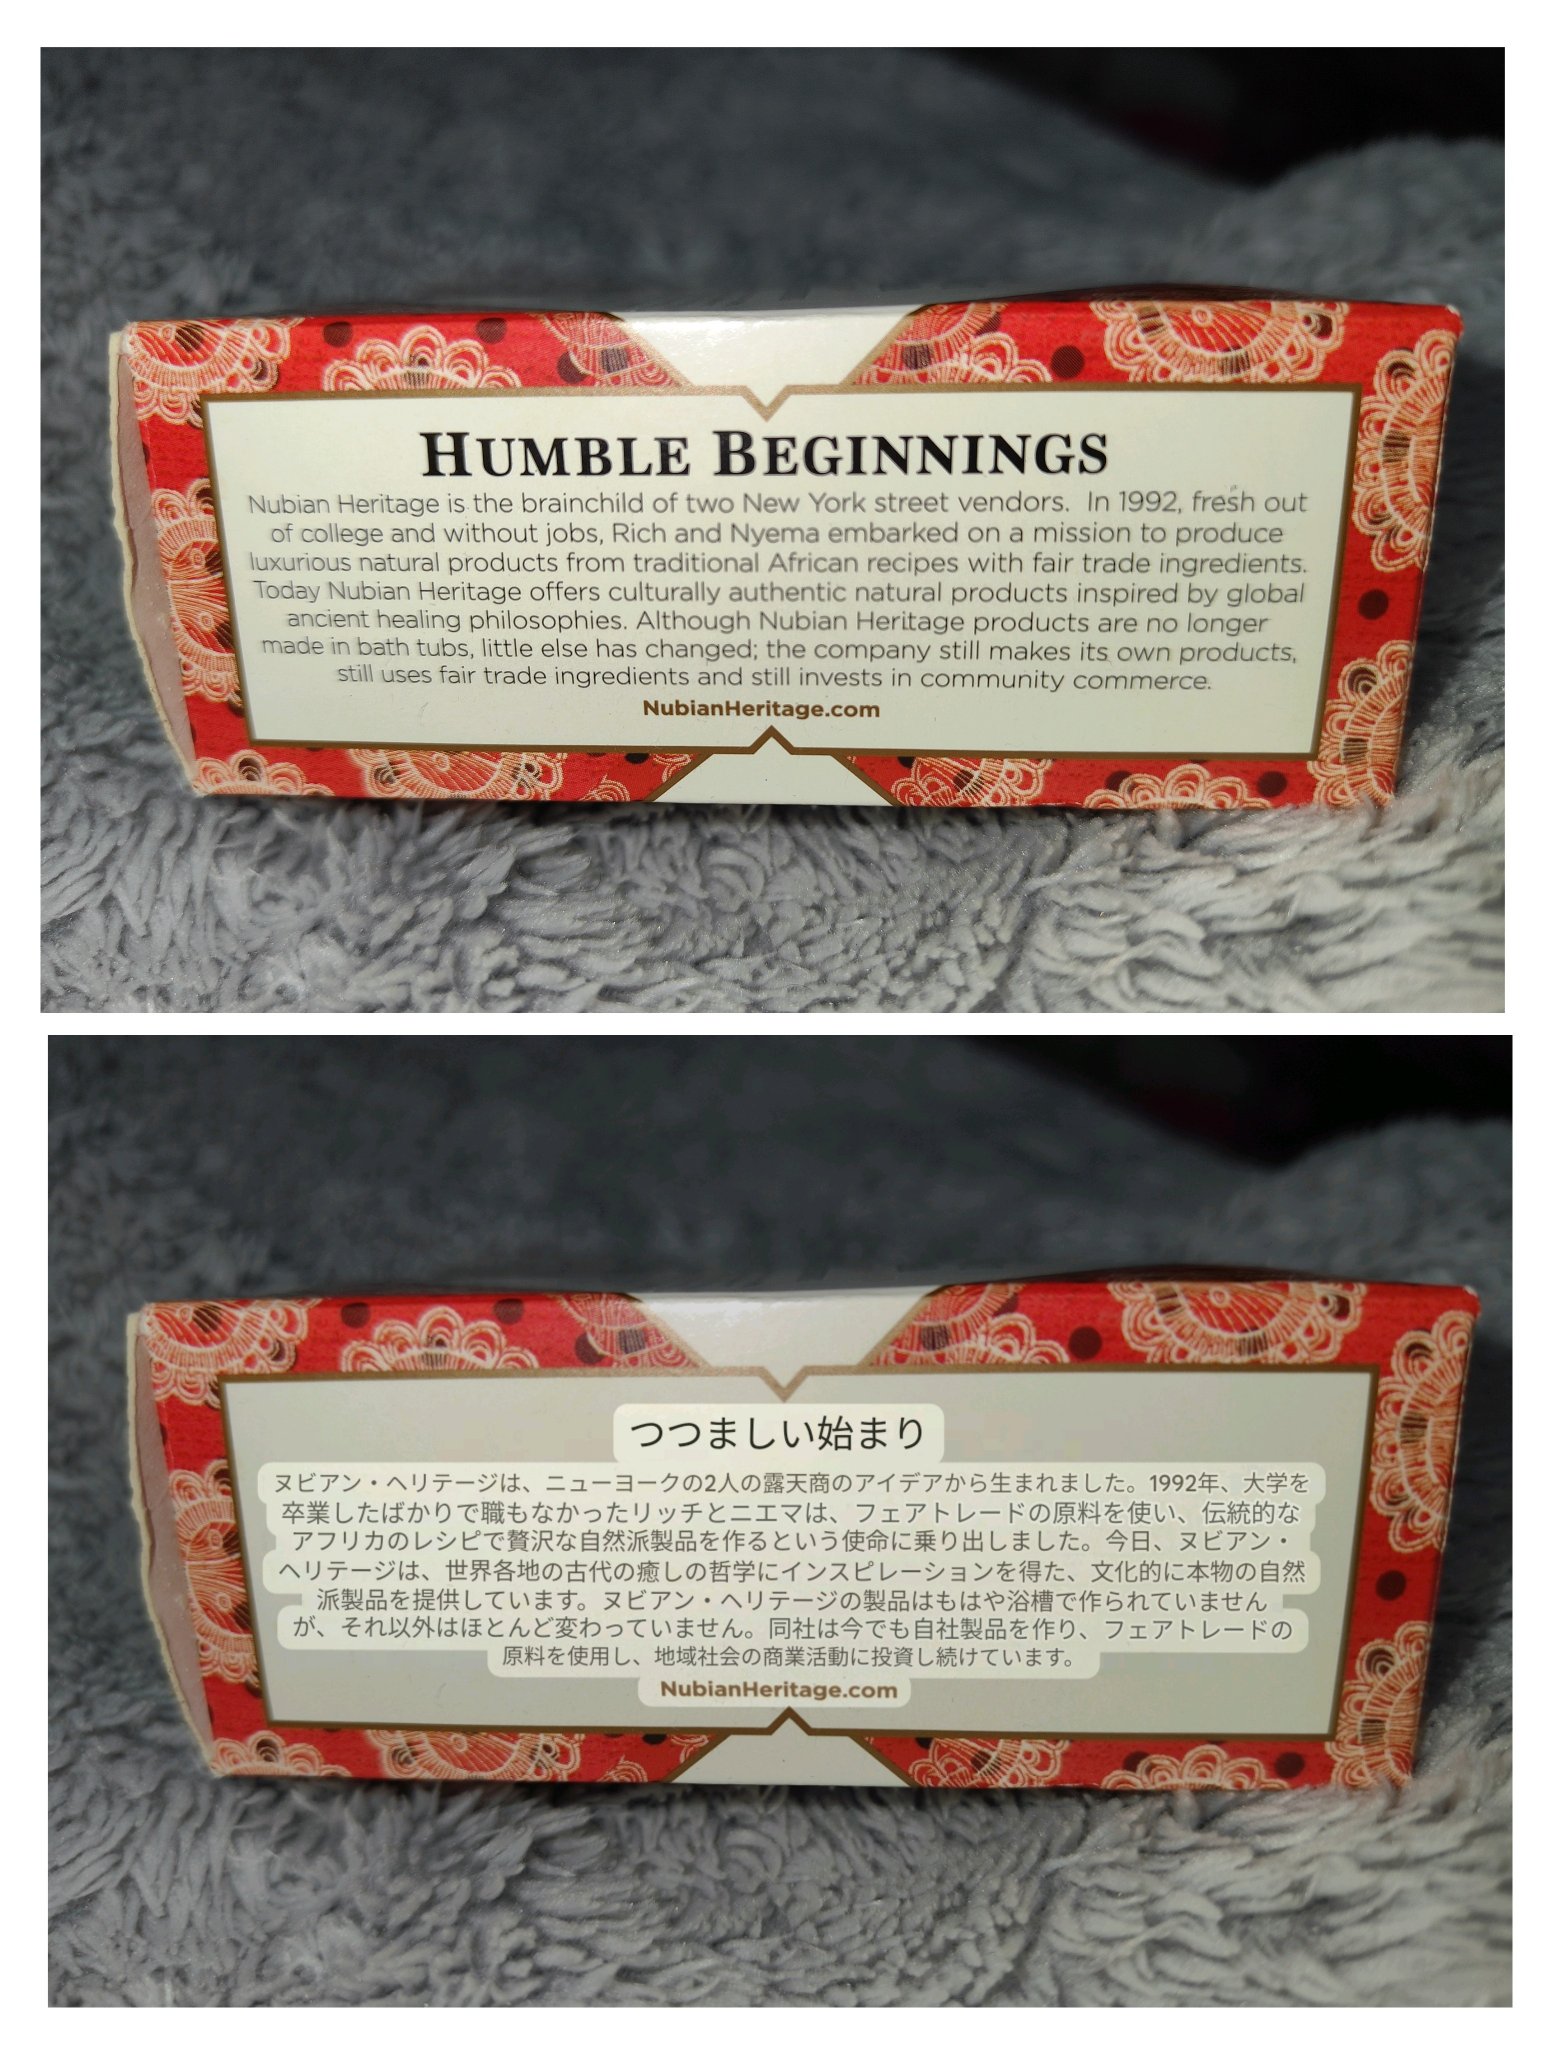 HUMBLE BEGINNINGS
Nubian Heritage is the brainchild of two New York street vendors. In 1992, fresh out
of college and without jobs, Rich and Nyema embarked on a mission to produce
luxurious natural products from traditional African recipes with fair trade ingredients.
Today Nubian Heritage offers culturally authentic natural products inspired by global
ancient healing philosophies. Although Nubian Heritage products are no longer
made in bath tubs, little else has changed; the company still makes its own products,
still uses fair trade ingredients and still invests in community commerce.
NubianHeritage.com
つつましい始まり
ヌビアン・ヘリテージは、ニューヨークの2人の露天商のアイデアから生まれました。1992年、大学を
卒業したばかりで職もなかったリッチとニエマは、フェアトレードの原料を使い、伝統的な
アフリカのレシピで贅沢な自然派製品を作るという使命に乗り出しました。今日、ヌビアン・
ヘリテージは、世界各地の古代の癒しの哲学にインスピレーションを得た、文化的に本物の自然
派製品を提供しています。ヌビアン・ヘリテージの製品はもはや浴槽で作られていません
が、それ以外はほとんど変わっていません。同社は今でも自社製品を作り、フェアトレードの
原料を使用し、地域社会の商業活動に投資し続けています。
NubianHeritage.com